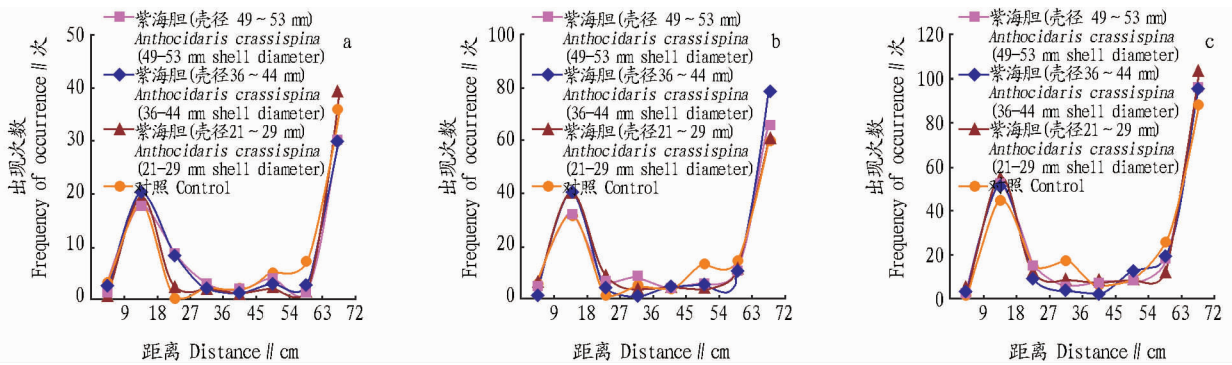 紫海胆(壳径 49~53 mm)
Anthocidaris crassispina
(49-53 mm shell diameter)
紫海胆(壳径36~44 mm)
Anthocidaris crassispina
(36-44 mm shell diameter)
紫海胆(壳径21~29 mm)
Anthocidaris crassispina
(21-29 mm shell diameter)
对照 Control
a
50
40
30
20
10
0
9 18 27 36 45 54 63 72
出现次数
Frequency of occurrence∥次
距离 Distance∥cm
紫海胆(壳径 49~53 mm)
Anthocidaris crassispina
(49-53 mm shell diameter)
紫海胆(壳径36~44 mm)
Anthocidaris crassispina
(36-44 mm shell diameter)
紫海胆(壳径21~29 mm)
Anthocidaris crassispina
(21-29 mm shell diameter)
对照 Control
b
100
80
60
40
20
0
9 18 27 36 45 54 63 72
出现次数
Frequency of occurrence∥次
距离 Distance∥cm
紫海胆(壳径 49~53 mm)
Anthocidaris crassispina
(49-53 mm shell diameter)
紫海胆(壳径36~44 mm)
Anthocidaris crassispina
(36-44 mm shell diameter)
紫海胆(壳径21~29 mm)
Anthocidaris crassispina
(21-29 mm shell diameter)
对照 Control
c
120
100
80
60
40
20
0
9 18 27 36 45 54 63 72
出现次数
Frequency of occurrence∥次
距离 Distance∥cm